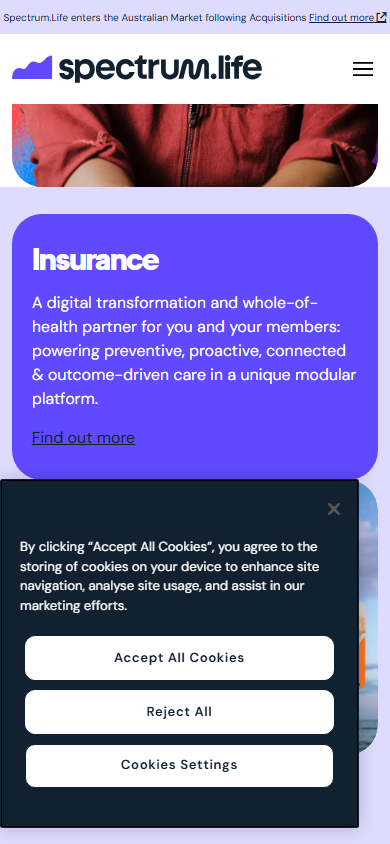 Spectrum.Life enters the Australian Market following Acquisitions Find out more
spectrum.life
Insurance
A digital transformation and whole-of-
health partner for you and your members:
powering preventive, proactive, connected
& outcome-driven care in a unique modular
platform.
Find out more
By clicking “Accept All Cookies”, you agree to the
storing of cookies on your device to enhance site
navigation, analyse site usage, and assist in our
marketing efforts.
Accept All Cookies
Reject All
Cookies Settings